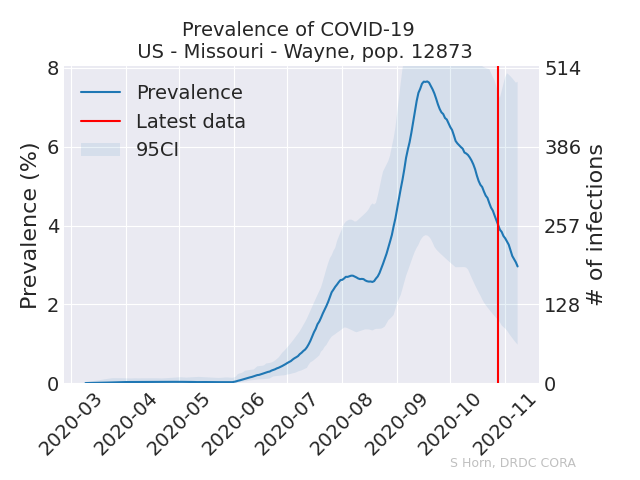 Prevalence of COVID-19
US - Missouri - Wayne, pop. 12873
Prevalence (%)
8
6
4
2
0
Prevalence
Latest data
95CI
514
386
257
128
0
# of infections
2020-03
2020-04
2020-05
2020-06
2020-07
2020-08
2020-09
2020-10
2020-11
S Horn, DRDC CORA